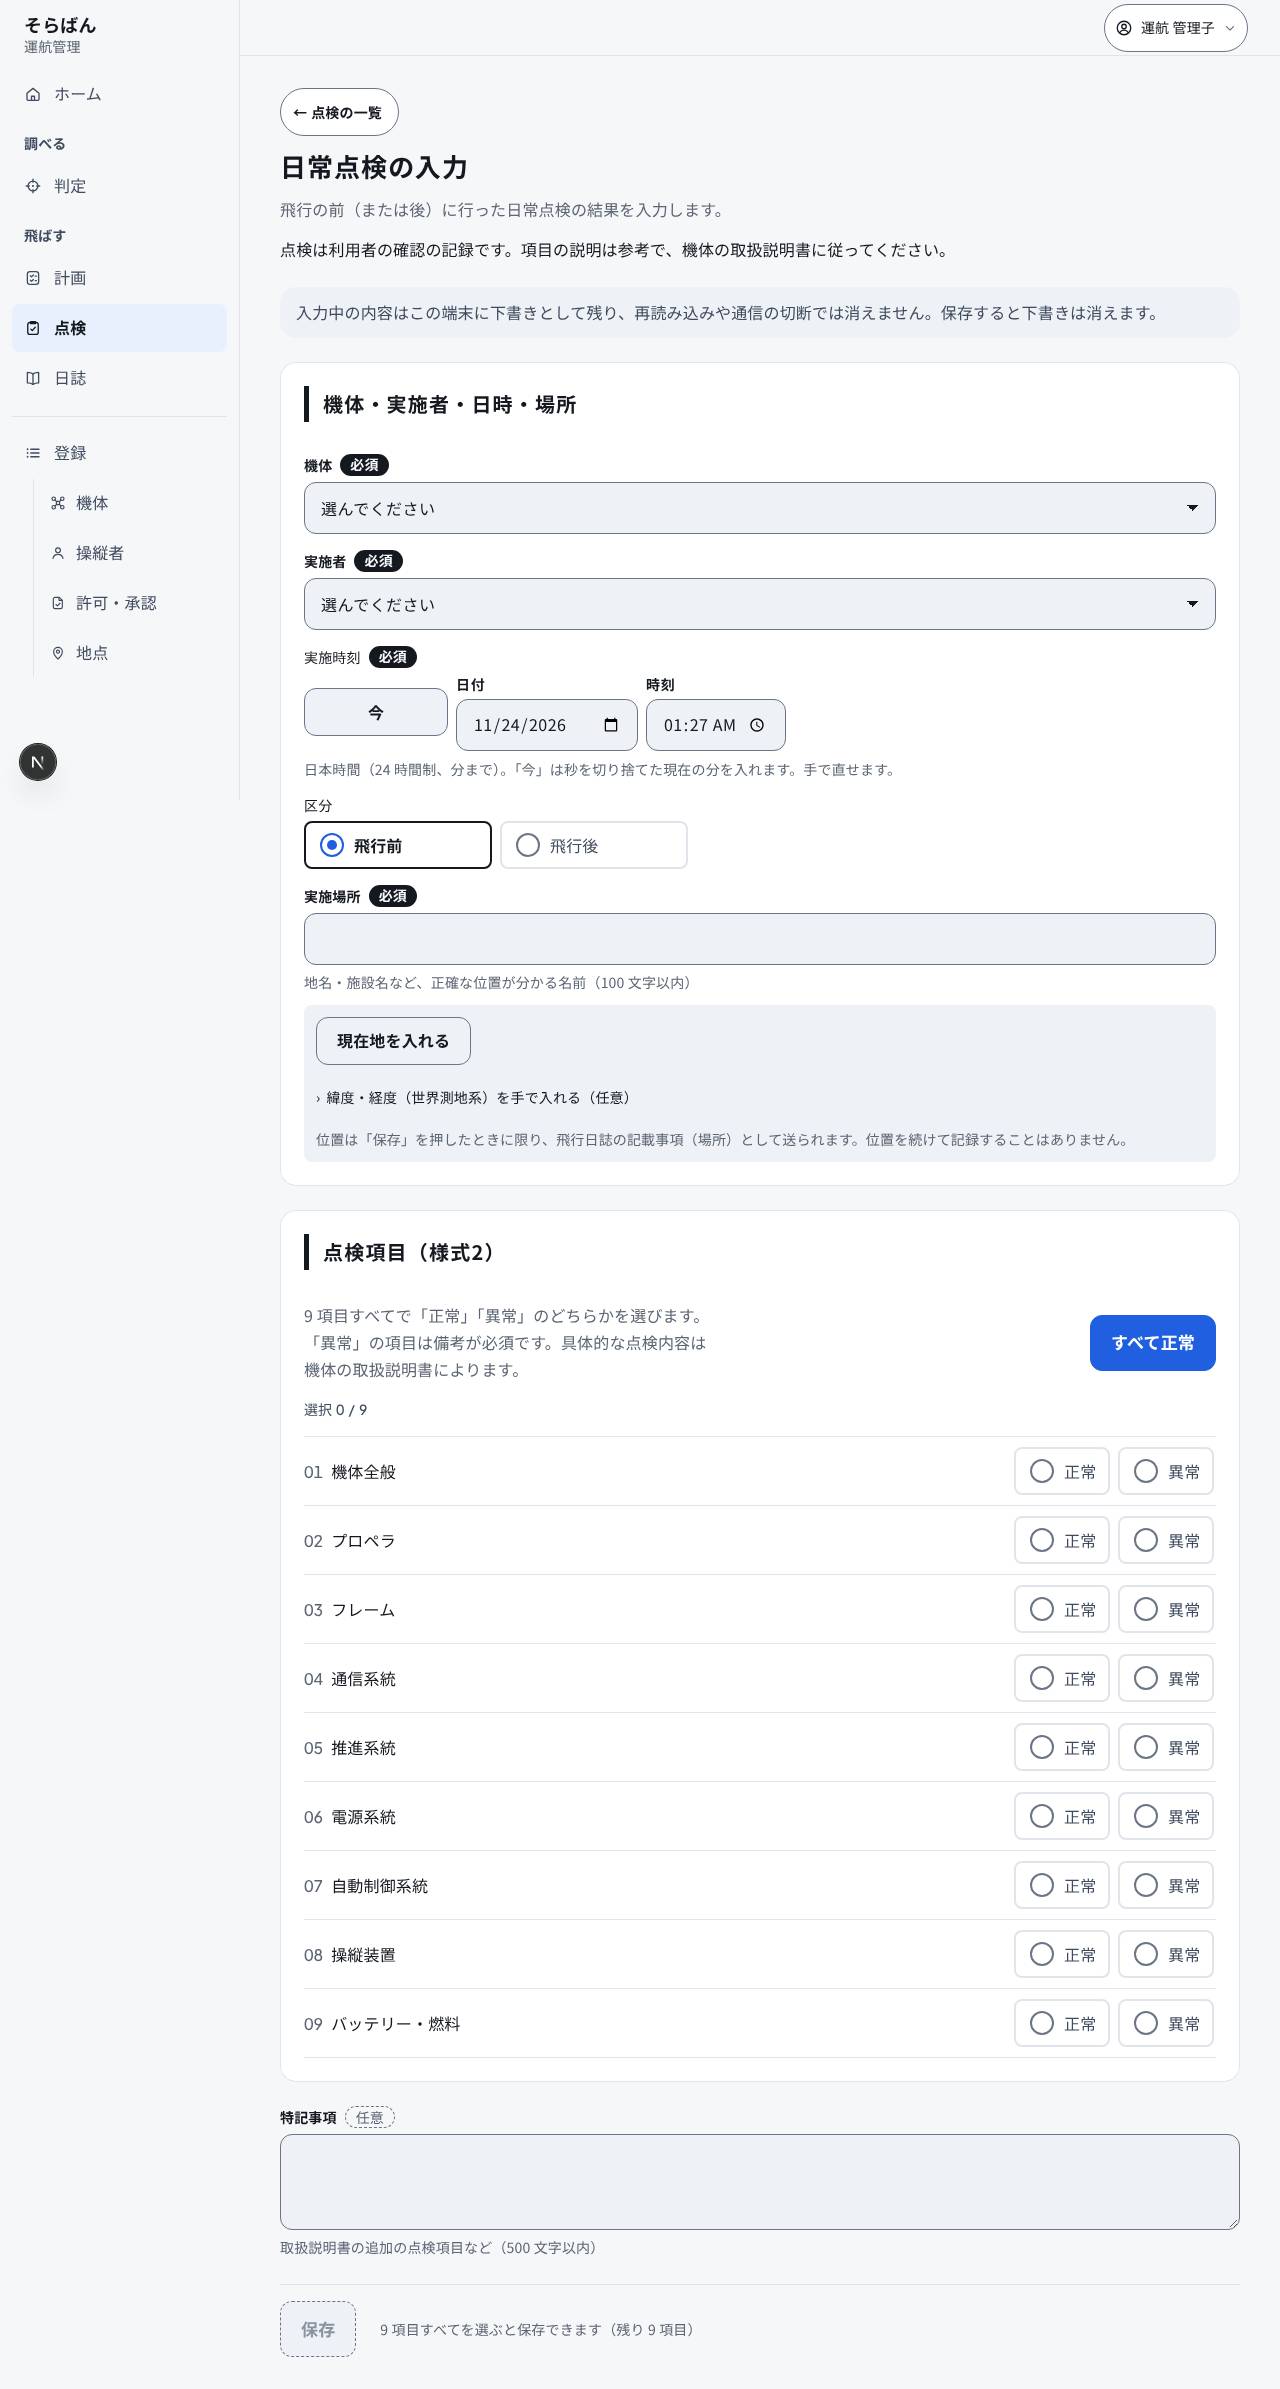 そらばん
運航管理
運航 管理子
ホーム
調べる
判定
飛ばす
計画
点検
日誌
登録
機体
操縦者
許可・承認
地点
N
← 点検の一覧
日常点検の入力
飛行の前（または後）に行った日常点検の結果を入力します。
点検は利用者の確認の記録です。項目の説明は参考で、機体の取扱説明書に従ってください。
入力中の内容はこの端末に下書きとして残り、再読み込みや通信の切断では消えません。保存すると下書きは消えます。
機体・実施者・日時・場所
機体 必須
選んでください
実施者 必須
選んでください
実施時刻 必須
日付 時刻
今 11/24/2026 01:27 AM
日本時間（24 時間制、分まで）。「今」は秒を切り捨てた現在の分を入れます。手で直せます。
区分
飛行前 飛行後
実施場所 必須
地名・施設名など、正確な位置が分かる名前（100 文字以内）
現在地を入れる
› 緯度・経度（世界測地系）を手で入れる（任意）
位置は「保存」を押したときに限り、飛行日誌の記載事項（場所）として送られます。位置を続けて記録することはありません。
点検項目（様式2）
9 項目すべてで「正常」「異常」のどちらかを選びます。
「異常」の項目は備考が必須です。具体的な点検内容は
機体の取扱説明書によります。
すべて正常
選択 0 / 9
01 機体全般 正常 異常
02 プロペラ 正常 異常
03 フレーム 正常 異常
04 通信系統 正常 異常
05 推進系統 正常 異常
06 電源系統 正常 異常
07 自動制御系統 正常 異常
08 操縦装置 正常 異常
09 バッテリー・燃料 正常 異常
特記事項 任意
取扱説明書の追加の点検項目など（500 文字以内）
保存 9 項目すべてを選ぶと保存できます（残り 9 項目）